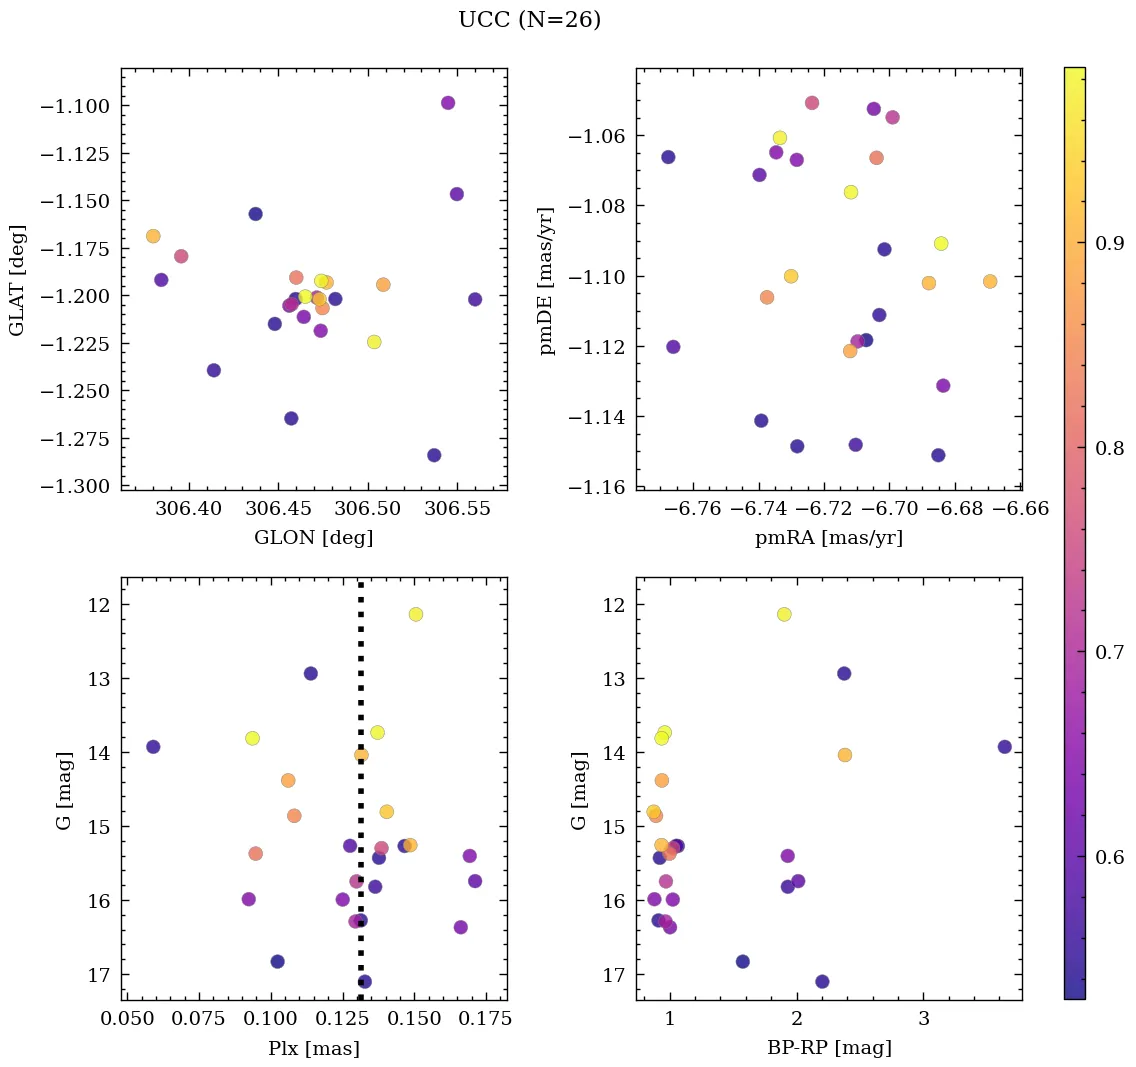 UCC (N=26)
−1.100
−1.125
−1.150
−1.175
−1.200
−1.225
−1.250
−1.275
−1.300
GLAT [deg]
306.40 306.45 306.50 306.55
GLON [deg]
−1.06
−1.08
−1.10
−1.12
−1.14
−1.16
pmDE [mas/yr]
−6.76 −6.74 −6.72 −6.70 −6.68 −6.66
pmRA [mas/yr]
0.9
0.8
0.7
0.6
12
13
14
15
16
17
G [mag]
0.050 0.075 0.100 0.125 0.150 0.175
Plx [mas]
12
13
14
15
16
17
G [mag]
1 2 3
BP-RP [mag]